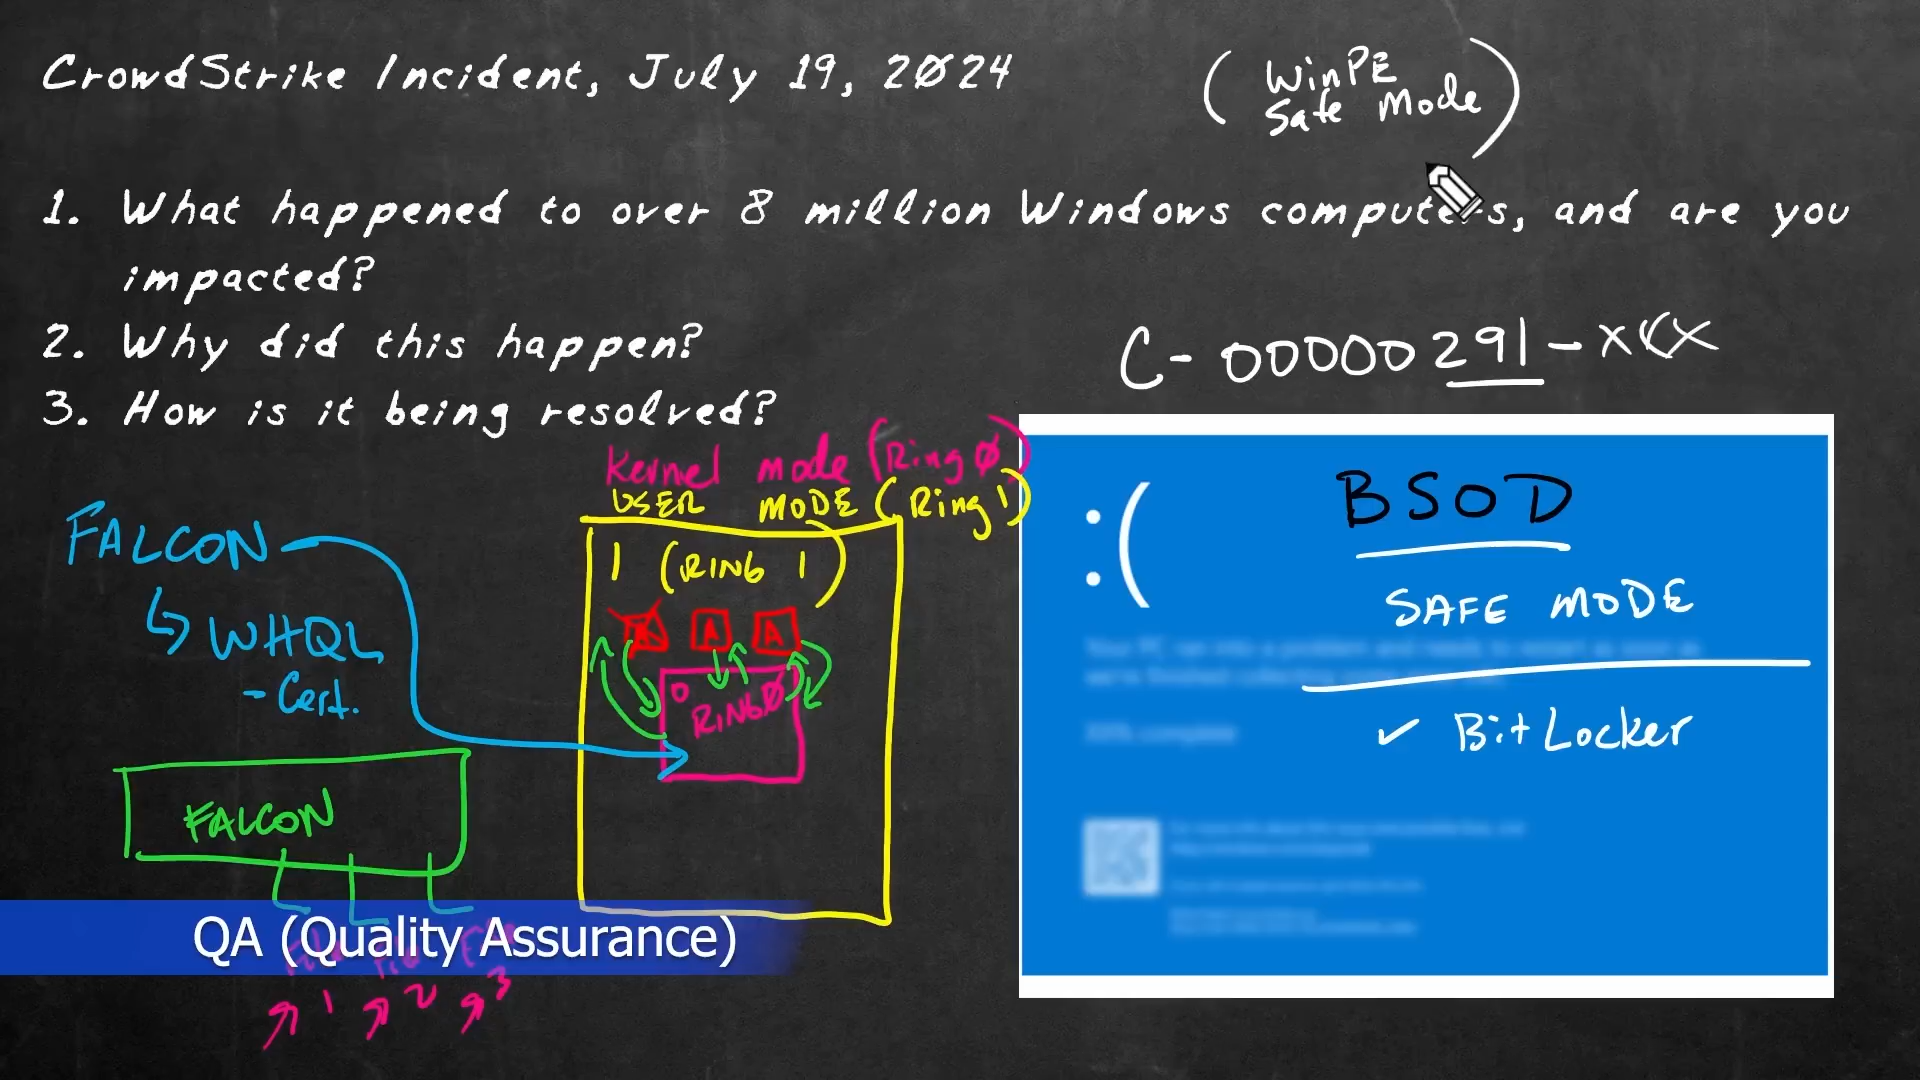 CrowdStrike Incident, July 19, 2024
( WinPE
Safe Mode )
1. What happened to over 8 million Windows computers, and are you
impacted?
2. Why did this happen?
3. How is it being resolved?
C-00000291-xxx
Kernel mode (Ring 0)
USER MODE (Ring 1)
1 (RING 1)
A A
0
RING 0
FALCON
WHQL
- Cert.
FALCON
QA (Quality Assurance)
1 2 3
:(
BSOD
SAFE MODE
✓ BitLocker